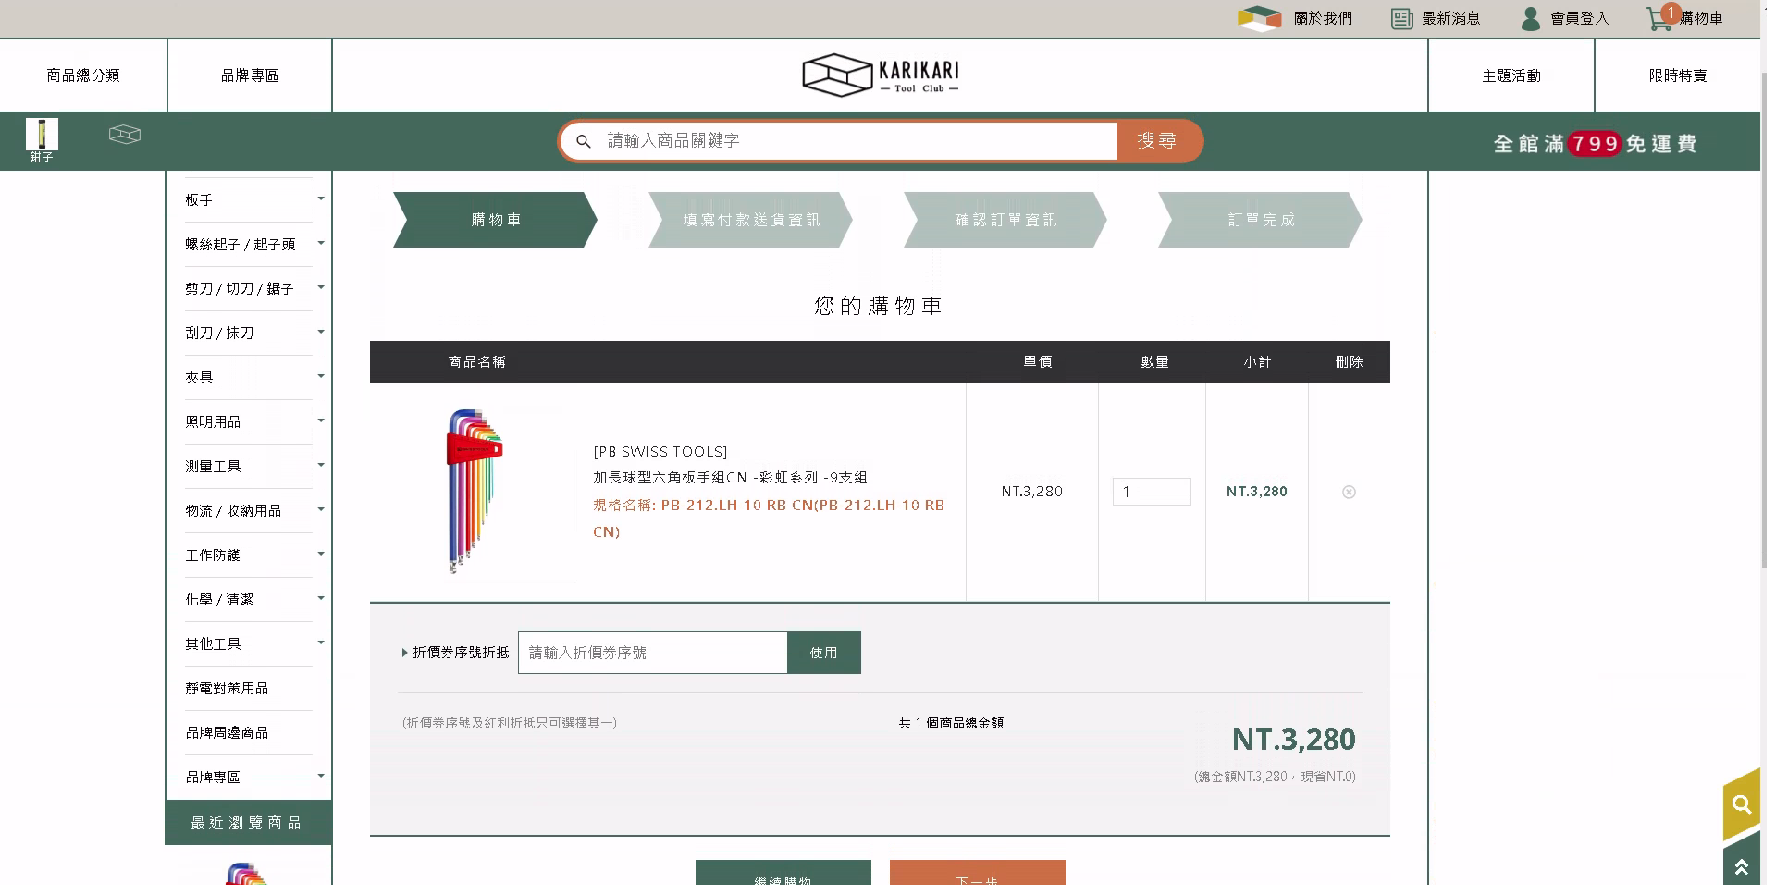 關於我們
最新消息
會員登入
1
購物車
商品總分類
品牌專區
KARIKARI
Tool Club
主題活動
限時特賣
鉗子
請輸入商品關鍵字
搜尋
全館滿799免運費
板手
螺絲起子 / 起子頭
剪刀 / 切刀 / 鋸子
刮刀 / 抹刀
夾具
照明用品
測量工具
物流 / 收納用品
工作防護
化學 / 清潔
其他工具
靜電對策用品
品牌周邊商品
品牌專區
最近瀏覽商品
購物車
填寫付款送貨資訊
確認訂單資訊
訂單完成
您的購物車
商品名稱
單價
數量
小計
刪除
[PB SWISS TOOLS]
加長球型六角板手組CN -彩虹系列 -9支組
規格名稱: PB 212.LH 10 RB CN(PB 212.LH 10 RB
CN)
NT.3,280
1
NT.3,280
折價券序號折抵
請輸入折價券序號
使用
(折價券序號及紅利折抵只可選擇其一)
共 1 個商品總金額
NT.3,280
(總金額NT.3,280，現省NT.0)
繼續購物
下一步